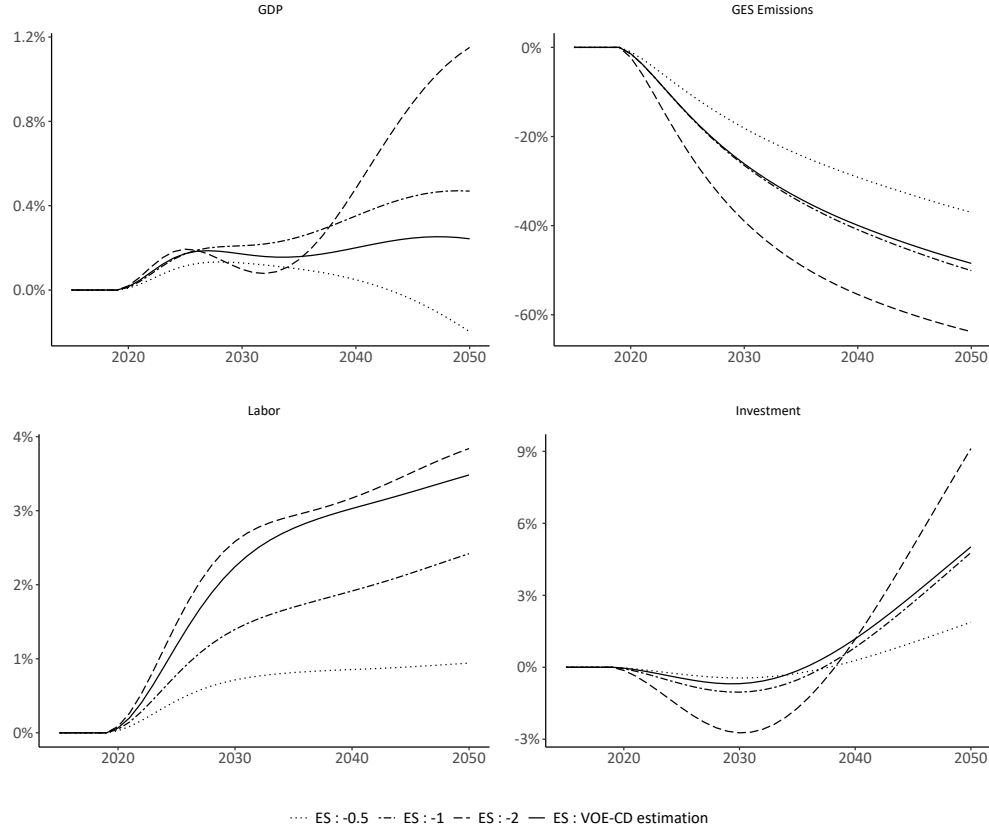 GDP
GES Emissions
1.2%
0.8%
0.4%
0.0%
2020 2030 2040 2050
0%
-20%
-40%
-60%
2020 2030 2040 2050
Labor
Investment
4%
3%
2%
1%
0%
2020 2030 2040 2050
9%
6%
3%
0%
-3%
2020 2030 2040 2050
ES : -0.5 ES : -1 ES : -2 ES : VOE-CD estimation